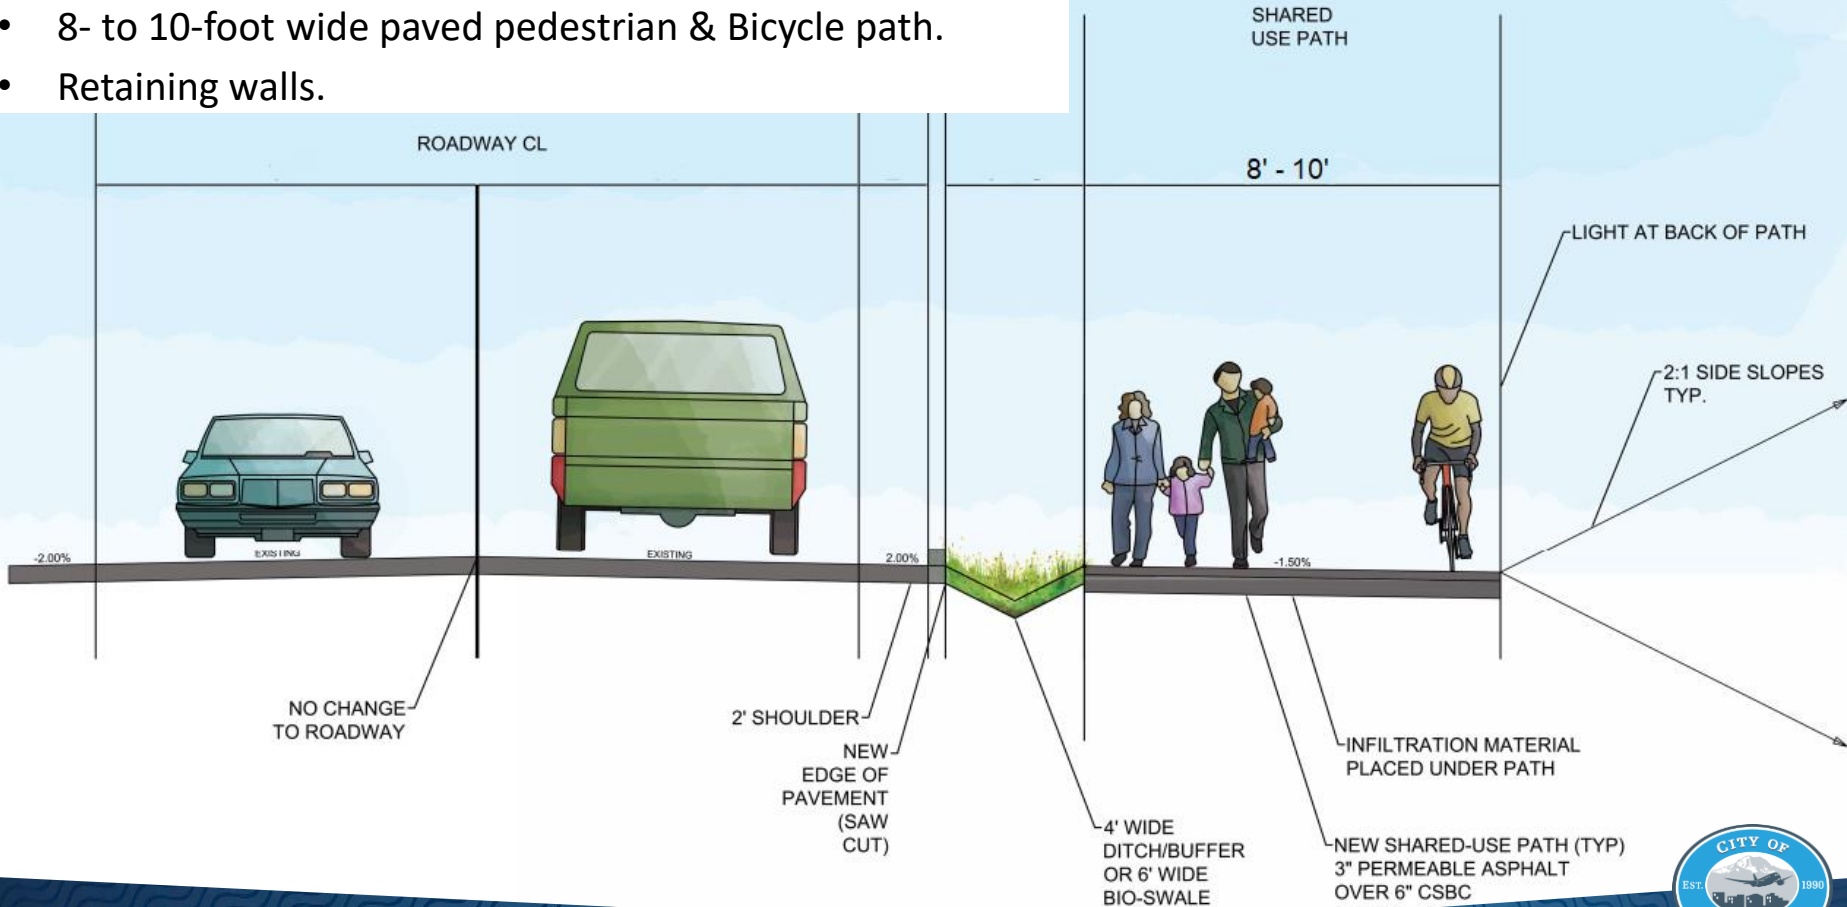 • 8- to 10-foot wide paved pedestrian & Bicycle path.
• Retaining walls.
SHARED
USE PATH
ROADWAY CL
8' - 10'
LIGHT AT BACK OF PATH
2:1 SIDE SLOPES
TYP.
-2.00%
EXISTING
EXISTING
2.00%
-1.50%
NO CHANGE
TO ROADWAY
2' SHOULDER
NEW
EDGE OF
PAVEMENT
(SAW
CUT)
INFILTRATION MATERIAL
PLACED UNDER PATH
4' WIDE
DITCH/BUFFER
OR 6' WIDE
BIO-SWALE
NEW SHARED-USE PATH (TYP)
3" PERMEABLE ASPHALT
OVER 6" CSBC
CITY OF
EST.
1990